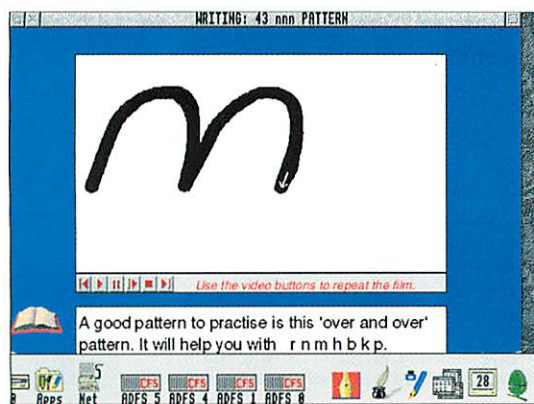 WRITING: 43 nnn PATTERN
Use the video buttons to repeat the film.
A good pattern to practise is this 'over and over'
pattern. It will help you with r n m h b k p.
5
CFS CFS CFS CFS 28
Apps Net ADFS 5 ADFS 4 ADFS 1 ADFS 0